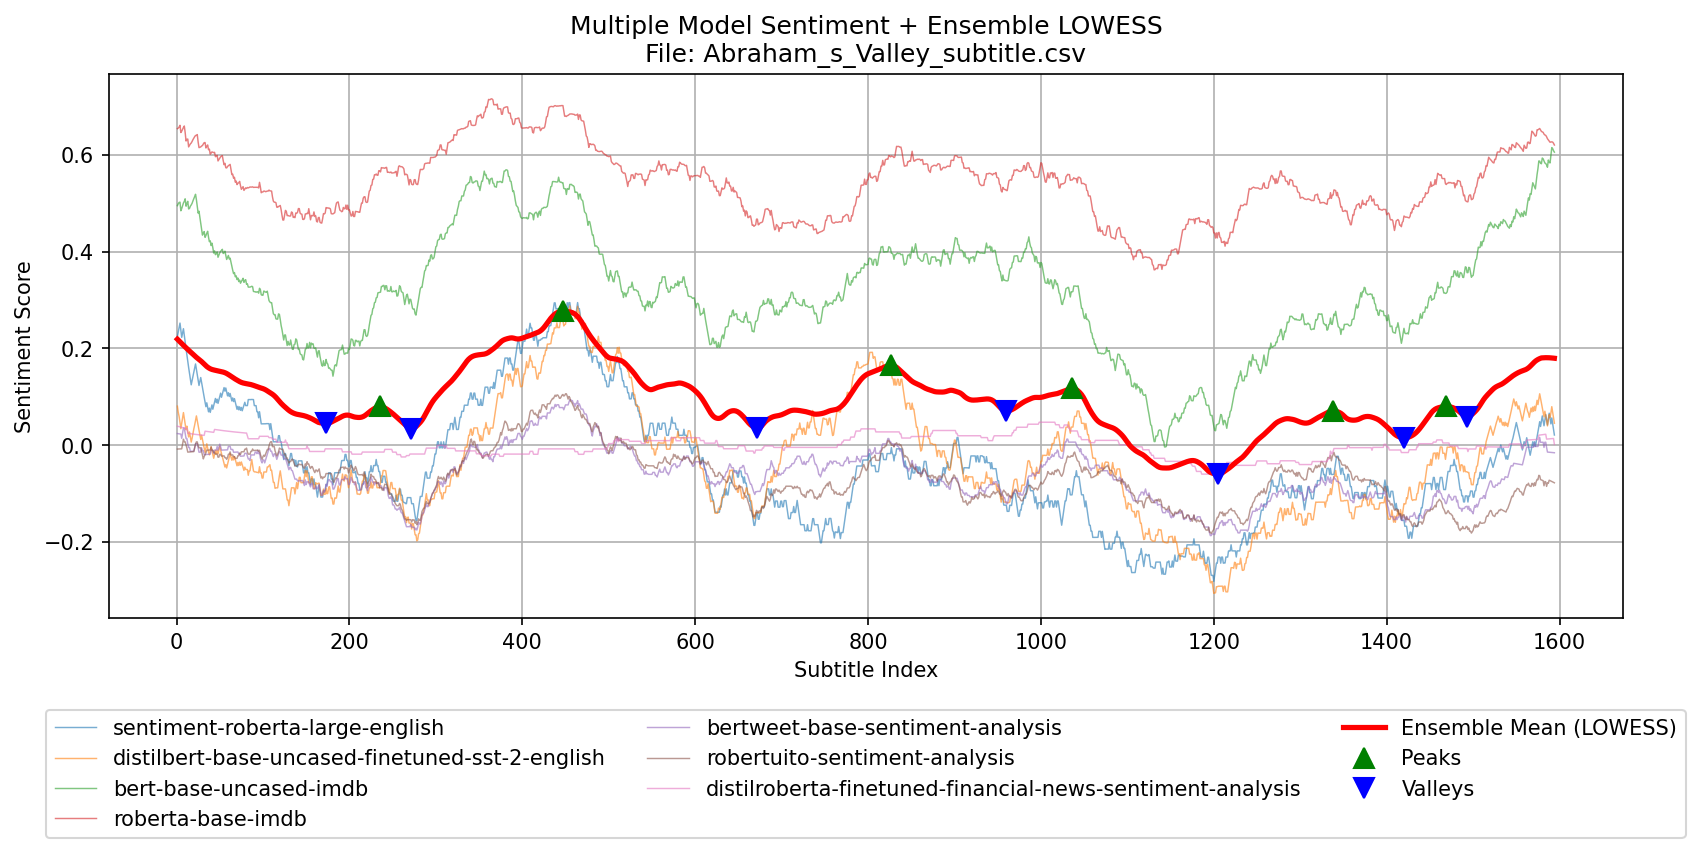 Multiple Model Sentiment + Ensemble LOWESS
File: Abraham_s_Valley_subtitle.csv
Sentiment Score
0.6
0.4
0.2
0.0
−0.2
0 200 400 600 800 1000 1200 1400 1600
Subtitle Index
sentiment-roberta-large-english
distilbert-base-uncased-finetuned-sst-2-english
bert-base-uncased-imdb
roberta-base-imdb
bertweet-base-sentiment-analysis
robertuito-sentiment-analysis
distilroberta-finetuned-financial-news-sentiment-analysis
Ensemble Mean (LOWESS)
Peaks
Valleys